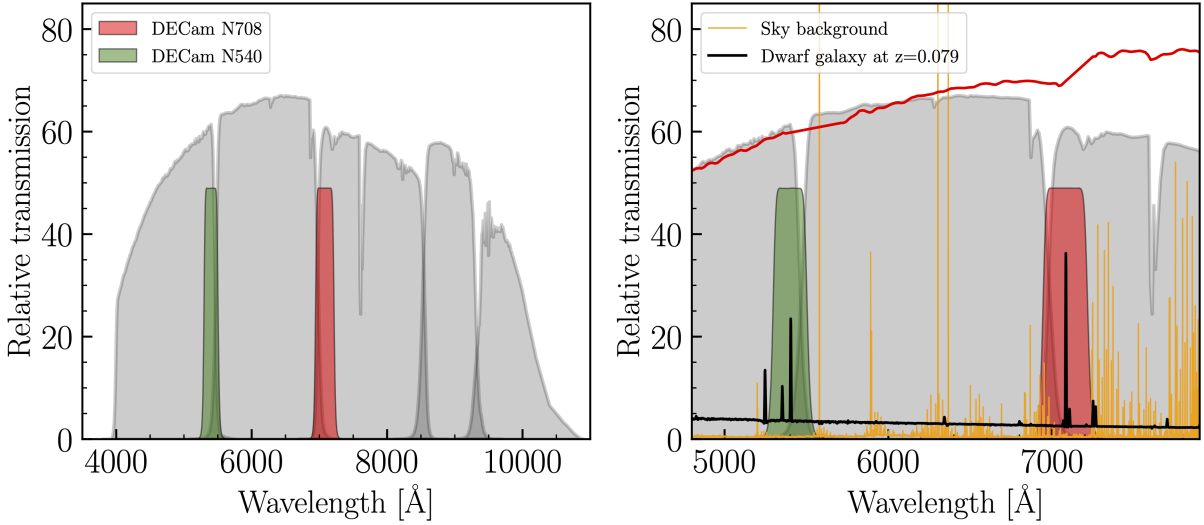 DECam N708
DECam N540
80
60
40
20
0
Relative transmission
4000 6000 8000 10000
Wavelength [Å]
Sky background
Dwarf galaxy at z=0.079
80
60
40
20
0
Relative transmission
5000 6000 7000
Wavelength [Å]